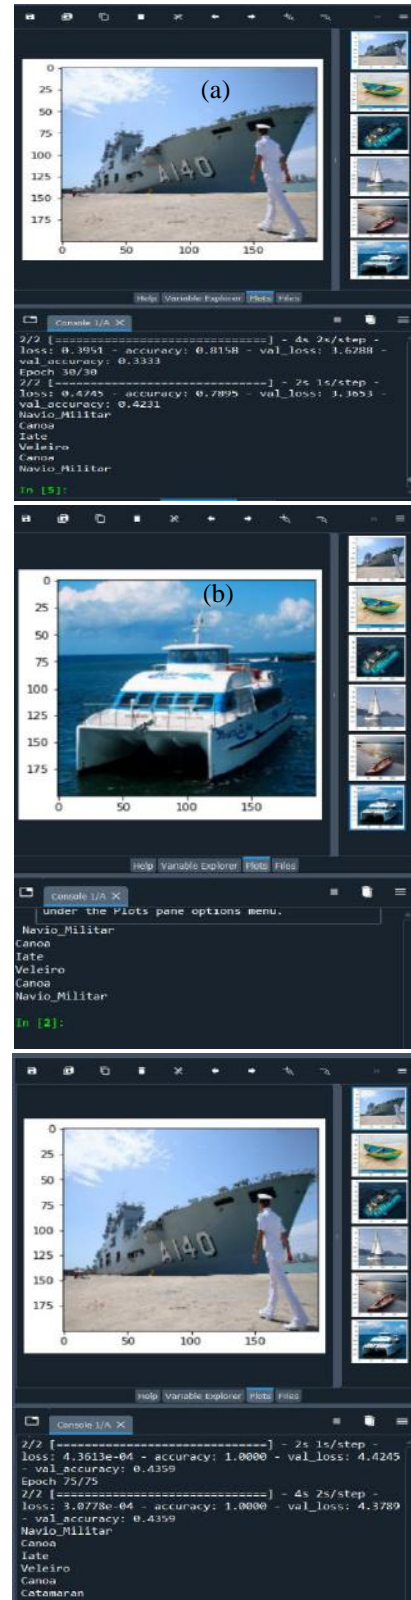 0
25
50
75
100
125
150
175
0 50 100 150
(a)
A140
Help Variable Explorer Plots Files
Console 1/A X
2/2 [==============================] - 4s 2s/step -
loss: 0.3951 - accuracy: 0.8158 - val_loss: 3.6288 -
val_accuracy: 0.3333
Epoch 30/30
2/2 [==============================] - 2s 1s/step -
loss: 0.4745 - accuracy: 0.7895 - val_loss: 3.3653 -
val_accuracy: 0.4231
Navio_Militar
Canoa
Iate
Veleiro
Canoa
Navio_Militar
In [5]:
0
25
50
75
100
125
150
175
0 50 100 150
(b)
Help Variable Explorer Plots Files
Console 1/A X
under the Plots pane options menu.
Navio_Militar
Canoa
Iate
Veleiro
Canoa
Navio_Militar
In [2]:
0
25
50
75
100
125
150
175
0 50 100 150
A140
Help Variable Explorer Plots Files
Console 1/A X
2/2 [==============================] - 2s 1s/step -
loss: 4.3613e-04 - accuracy: 1.0000 - val_loss: 4.4245
- val_accuracy: 0.4359
Epoch 75/75
2/2 [==============================] - 4s 2s/step -
loss: 3.0778e-04 - accuracy: 1.0000 - val_loss: 4.3789
- val_accuracy: 0.4359
Navio_Militar
Canoa
Iate
Veleiro
Canoa
Catamaran